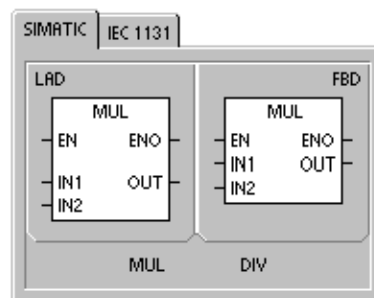 SIMATIC IEC 1131
LAD FBD
MUL MUL
EN ENO EN ENO
IN1 OUT IN1 OUT
IN2 IN2
MUL DIV